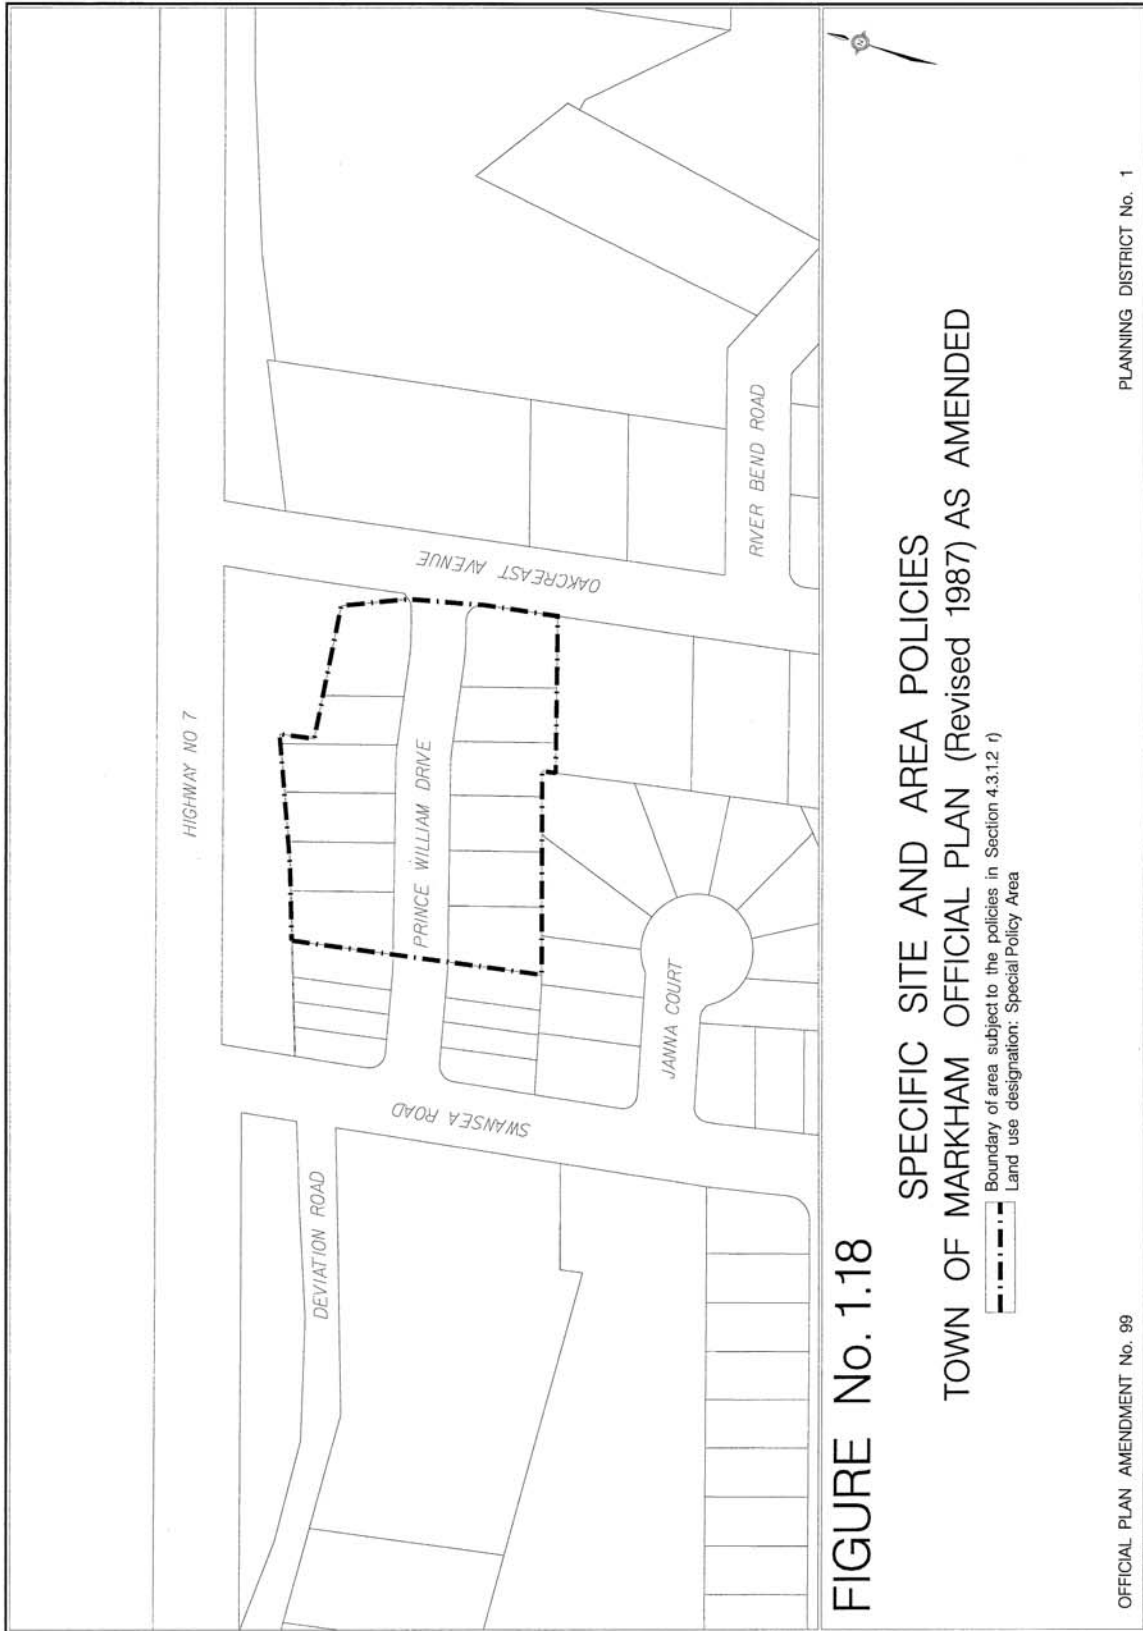 HIGHWAY NO 7
DEVIATION ROAD
SWANSEA ROAD
PRINCE WILLIAM DRIVE
OAKCREAST AVENUE
JANNA COURT
RIVER BEND ROAD
N
FIGURE No. 1.18
SPECIFIC SITE AND AREA POLICIES
TOWN OF MARKHAM OFFICIAL PLAN (Revised 1987) AS AMENDED
Boundary of area subject to the policies in Section 4.3.1.2 r)
Land use designation: Special Policy Area
OFFICIAL PLAN AMENDMENT No. 99
PLANNING DISTRICT No. 1